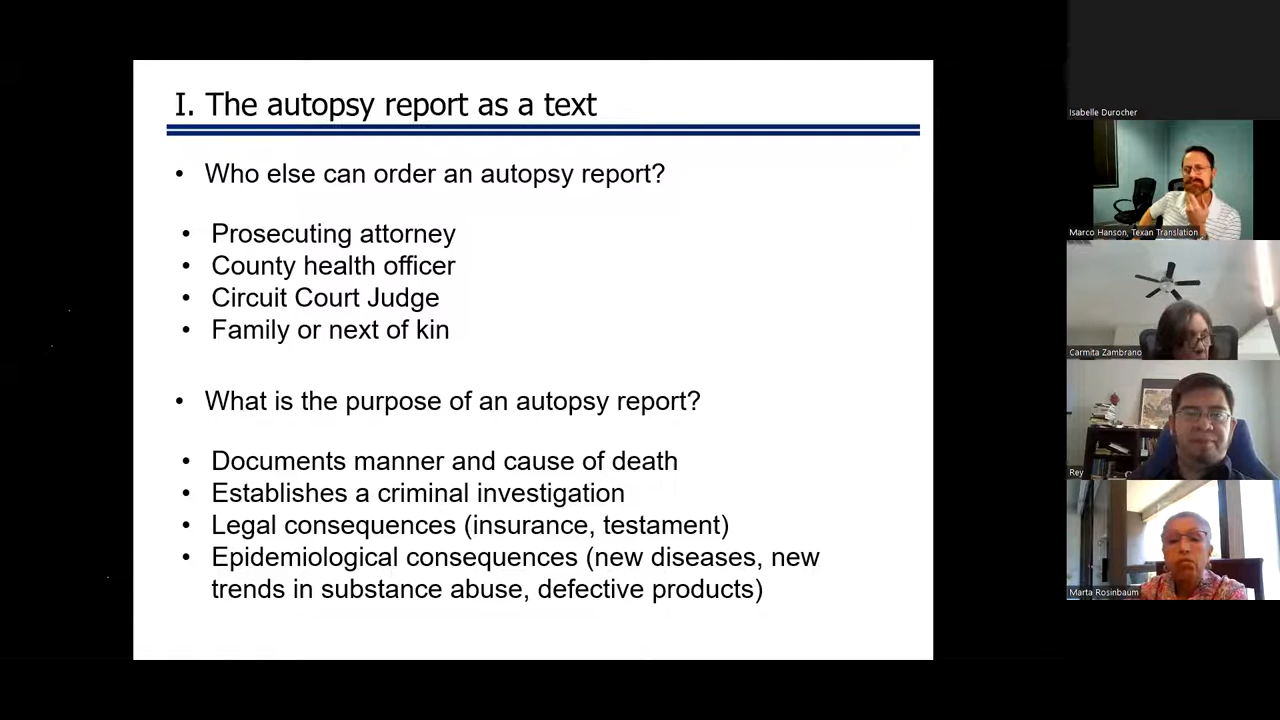 I. The autopsy report as a text
• Who else can order an autopsy report?
• Prosecuting attorney
• County health officer
• Circuit Court Judge
• Family or next of kin
• What is the purpose of an autopsy report?
• Documents manner and cause of death
• Establishes a criminal investigation
• Legal consequences (insurance, testament)
• Epidemiological consequences (new diseases, new
trends in substance abuse, defective products)
Isabelle Durocher
Marco Hanson, Texan Translation
Carmita Zambrano
Rey
Marta Rosinbaum